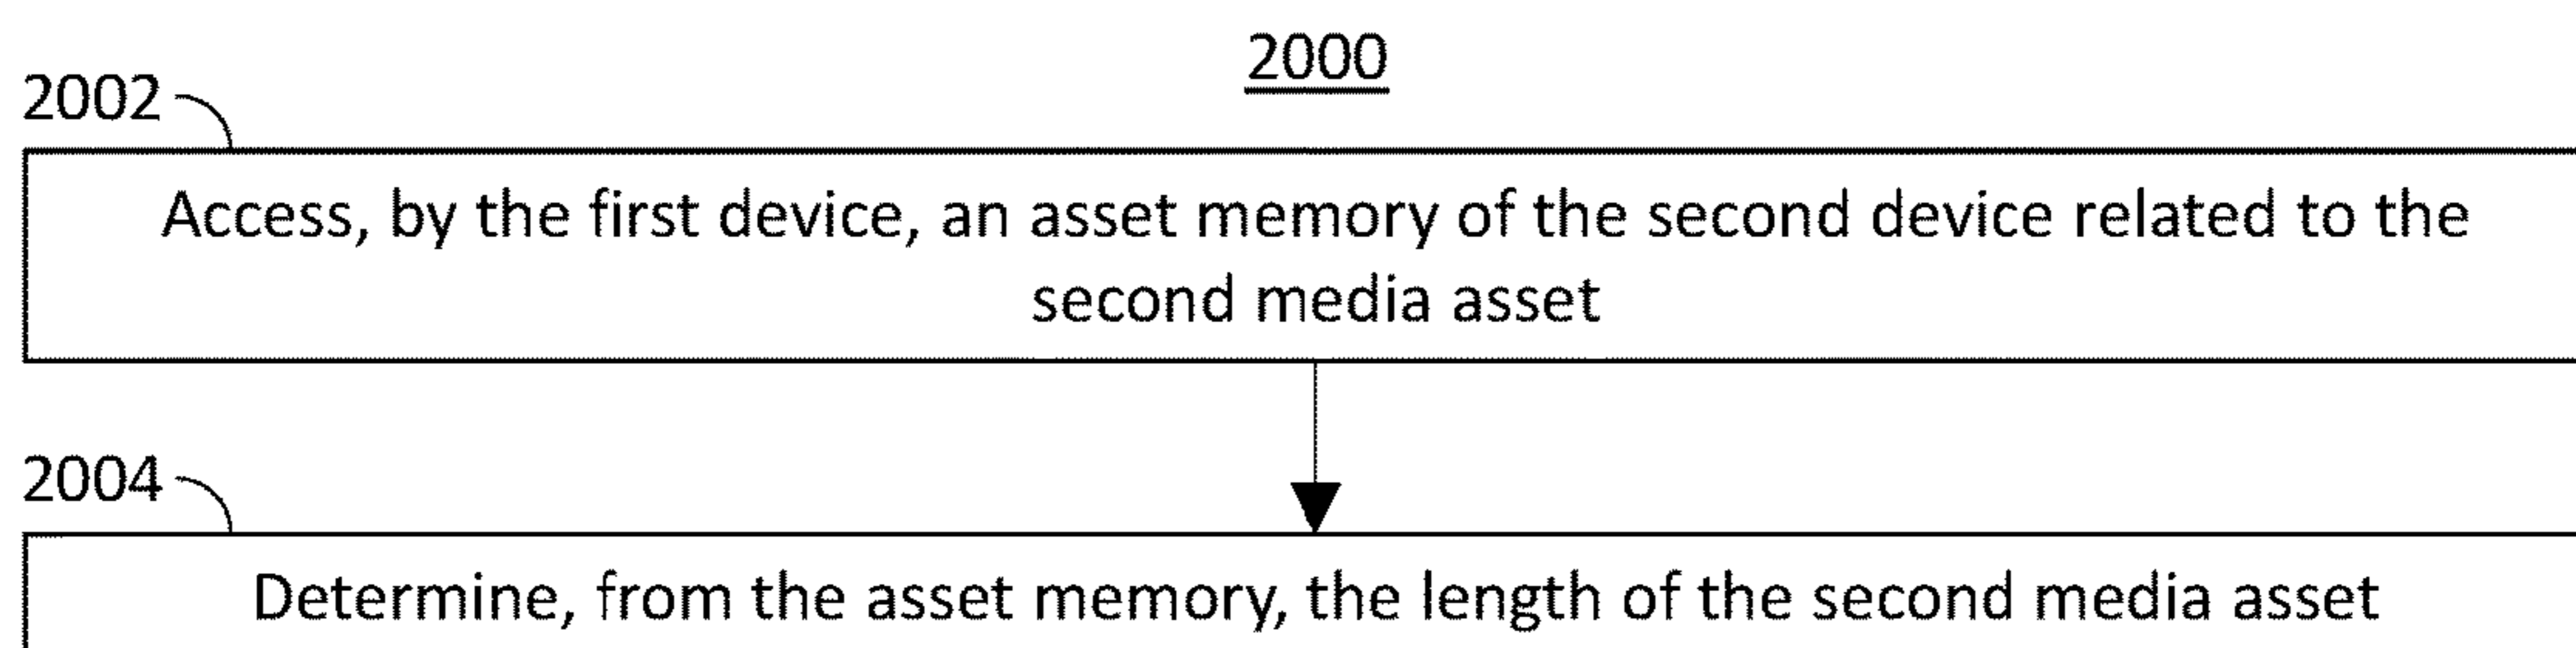 2000
2002
Access, by the first device, an asset memory of the second device related to the
second media asset
2004
Determine, from the asset memory, the length of the second media asset